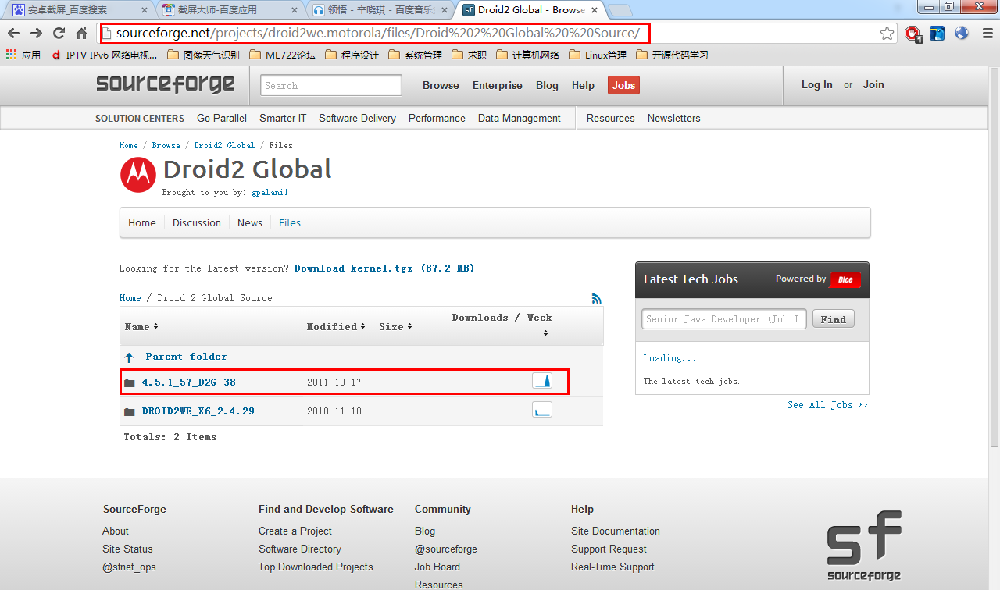 安卓截屏_百度搜索
截屏大师-百度应用
领悟 - 辛晓琪 - 百度音乐
Droid2 Global - Browse
sourceforge.net/projects/droid2we.motorola/files/Droid%202%20Global%20%20Source/
应用
IPTV IPv6 网络电视...
图像天气识别
ME722论坛
程序设计
系统管理
求职
计算机网络
Linux管理
开源代码学习
sourceforge
Search
Browse
Enterprise
Blog
Help
Jobs
Log In or Join
SOLUTION CENTERS
Go Parallel
Smarter IT
Software Delivery
Performance
Data Management
Resources
Newsletters
Home / Browse / Droid2 Global / Files
Droid2 Global
Brought to you by: gpalani1
Home
Discussion
News
Files
Looking for the latest version? Download kernel.tgz (87.2 MB)
Home / Droid 2 Global Source
Name
Modified
Size
Downloads / Week
Parent folder
4.5.1_57_D2G-38
2011-10-17
DROID2WE_X6_2.4.29
2010-11-10
Totals: 2 Items
Latest Tech Jobs
Powered by Dice
Senior Java Developer (Job Ti
Find
Loading...
The latest tech jobs.
See All Jobs ››
SourceForge
About
Site Status
@sfnet_ops
Find and Develop Software
Create a Project
Software Directory
Top Downloaded Projects
Community
Blog
@sourceforge
Job Board
Resources
Help
Site Documentation
Support Request
Real-Time Support
sf
sourceforge